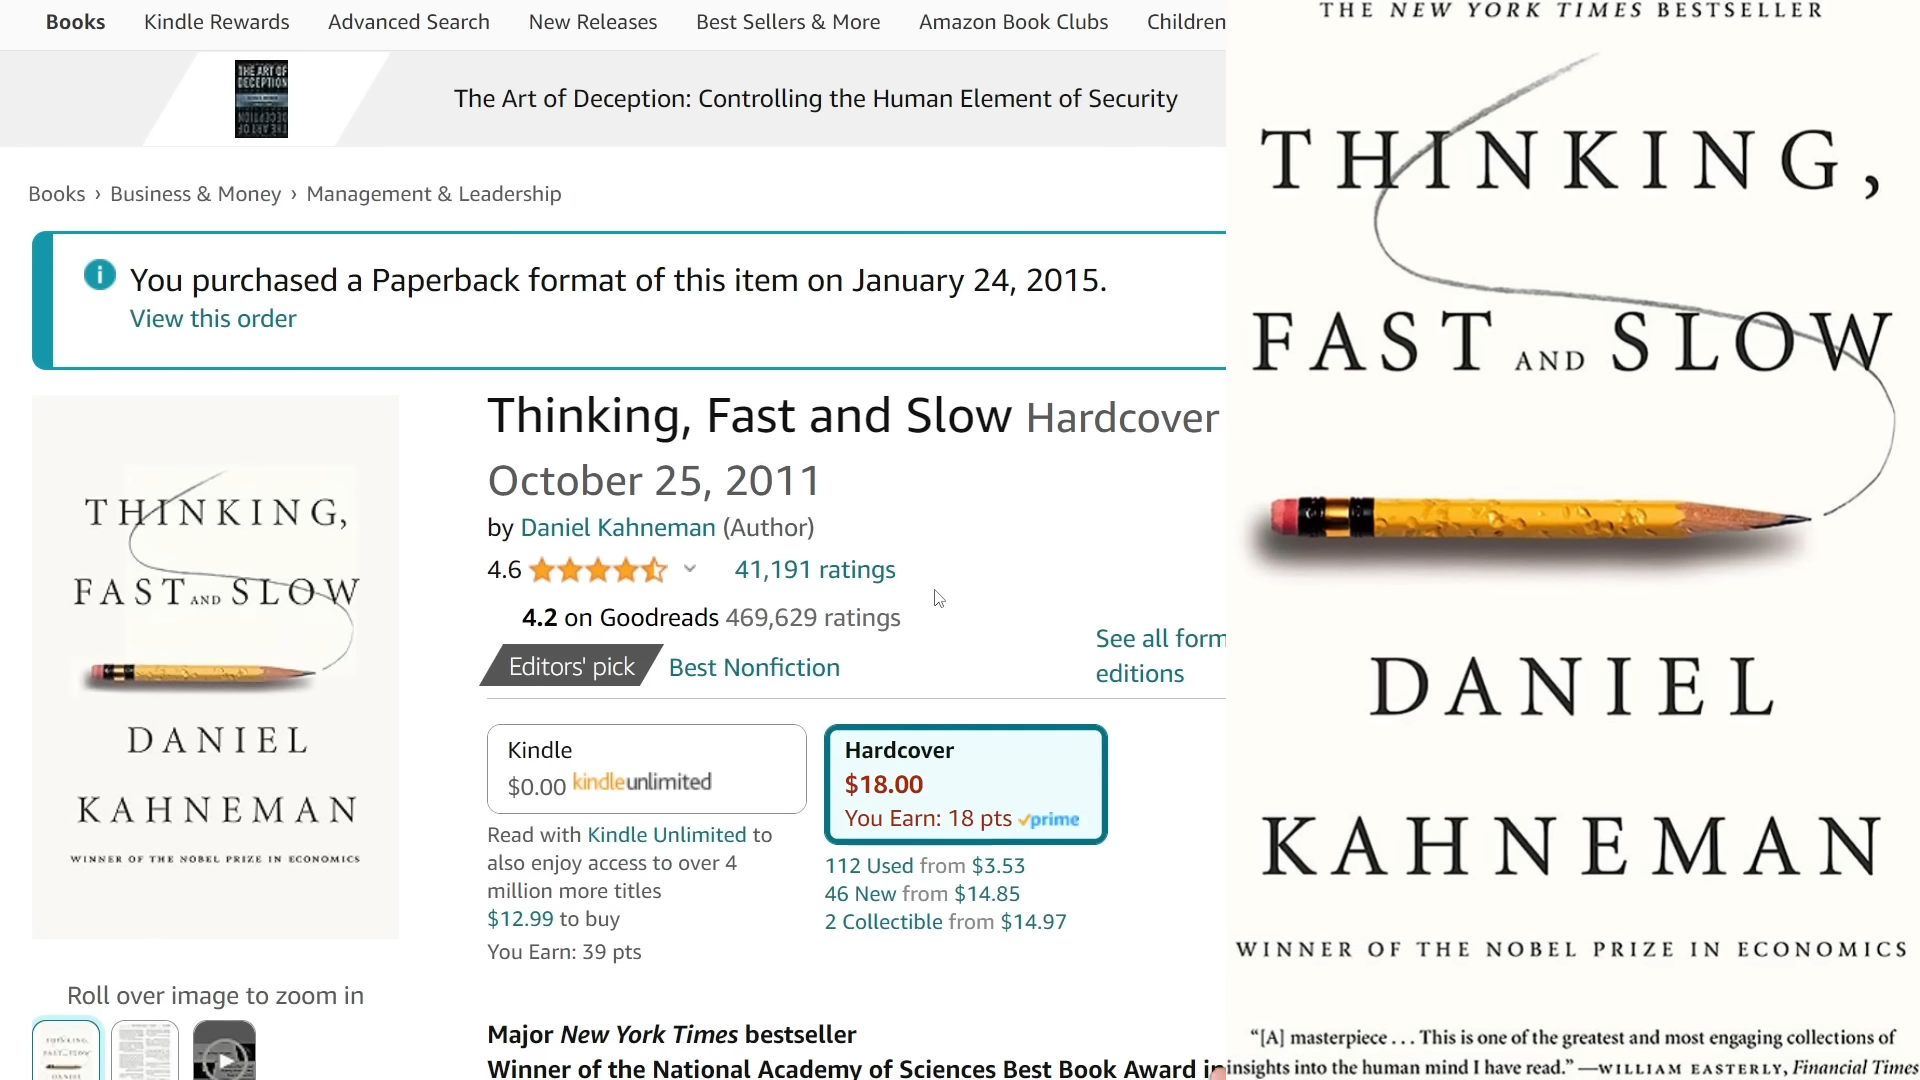 Books Kindle Rewards Advanced Search New Releases Best Sellers & More Amazon Book Clubs Children
THE ART OF
DECEPTION
The Art of Deception: Controlling the Human Element of Security
Books › Business & Money › Management & Leadership
You purchased a Paperback format of this item on January 24, 2015.
View this order
THINKING,
FAST AND SLOW
DANIEL
KAHNEMAN
WINNER OF THE NOBEL PRIZE IN ECONOMICS
Roll over image to zoom in
Thinking, Fast and Slow Hardcover
October 25, 2011
by Daniel Kahneman (Author)
4.6 41,191 ratings
4.2 on Goodreads 469,629 ratings
Editors' pick Best Nonfiction
See all form
editions
Kindle
$0.00 kindleunlimited
Read with Kindle Unlimited to
also enjoy access to over 4
million more titles
$12.99 to buy
You Earn: 39 pts
Hardcover
$18.00
You Earn: 18 pts prime
112 Used from $3.53
46 New from $14.85
2 Collectible from $14.97
Major New York Times bestseller
Winner of the National Academy of Sciences Best Book Award in
THE NEW YORK TIMES BESTSELLER
THINKING,
FAST AND SLOW
DANIEL
KAHNEMAN
WINNER OF THE NOBEL PRIZE IN ECONOMICS
“[A] masterpiece . . . This is one of the greatest and most engaging collections of
insights into the human mind I have read.” —WILLIAM EASTERLY, Financial Times